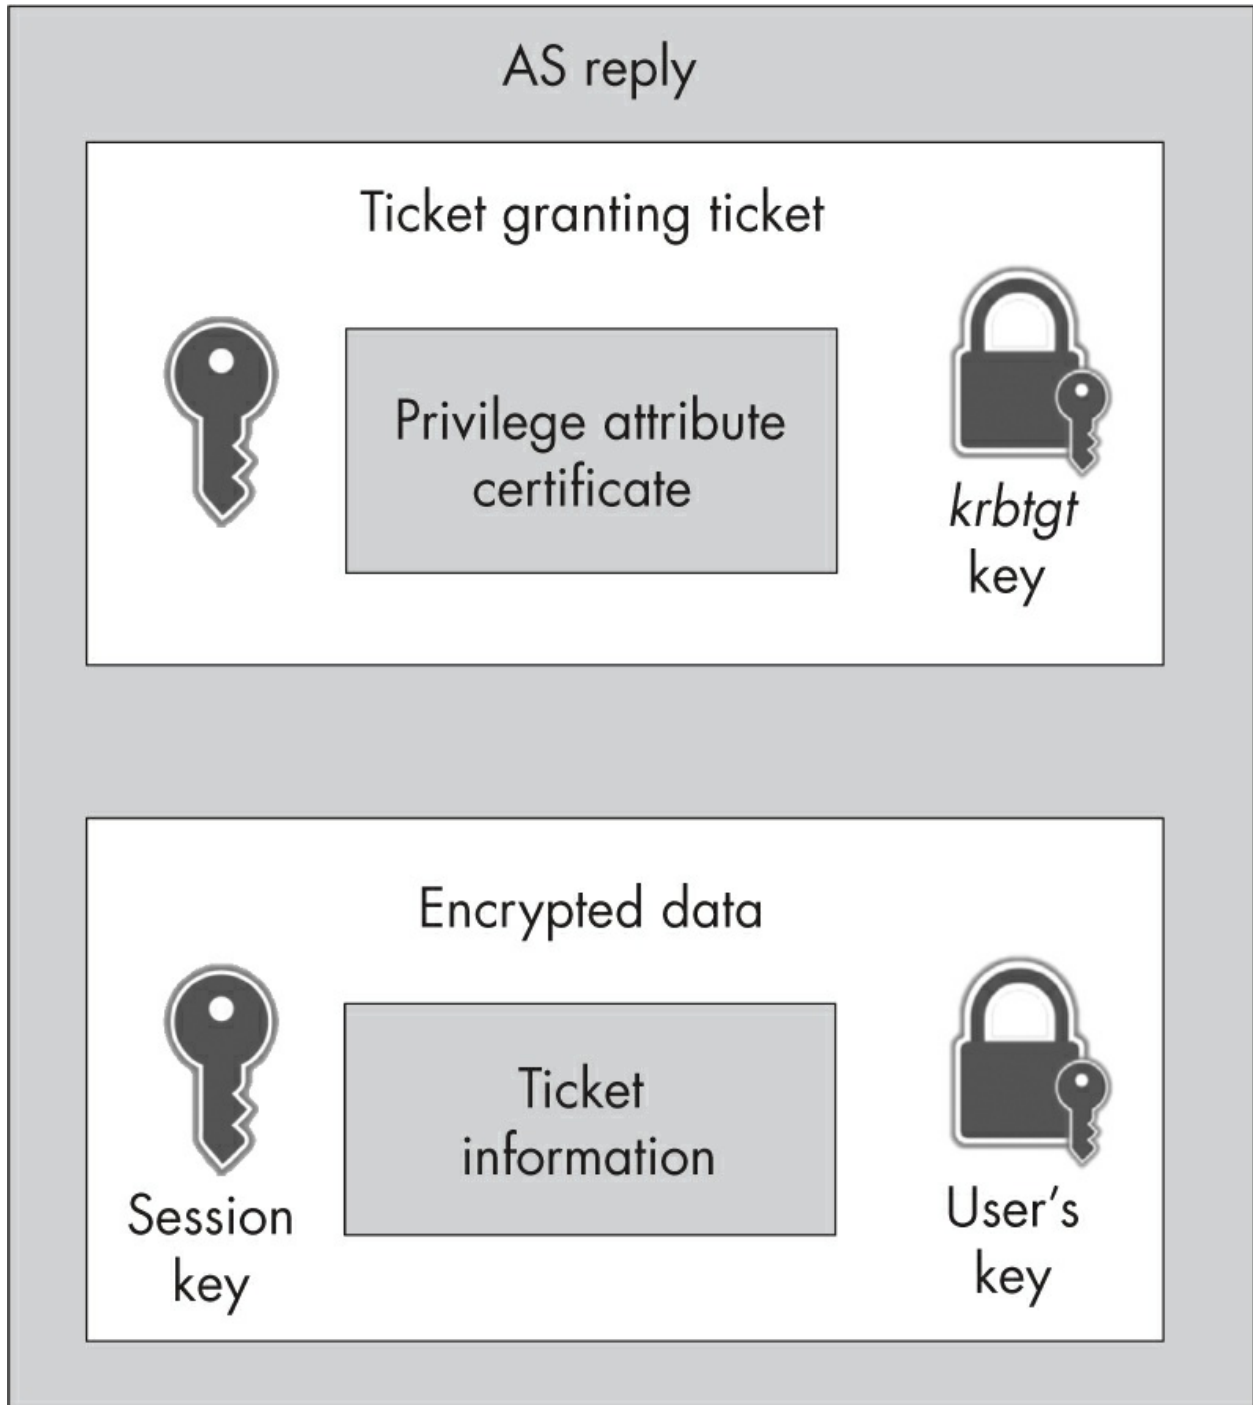 AS reply
Ticket granting ticket
Privilege attribute
certificate
krbtgt
key
Encrypted data
Ticket
information
Session
key
User's
key